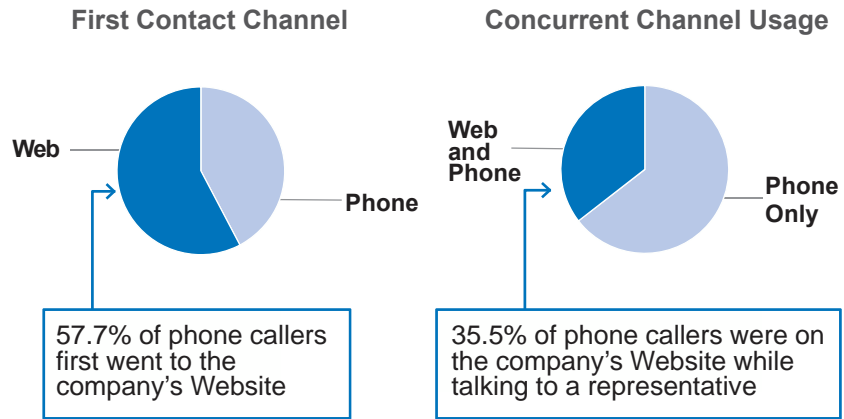 First Contact Channel
Web
Phone
57.7% of phone callers
first went to the
company's Website
Concurrent Channel Usage
Web
and
Phone
Phone
Only
35.5% of phone callers were on
the company's Website while
talking to a representative